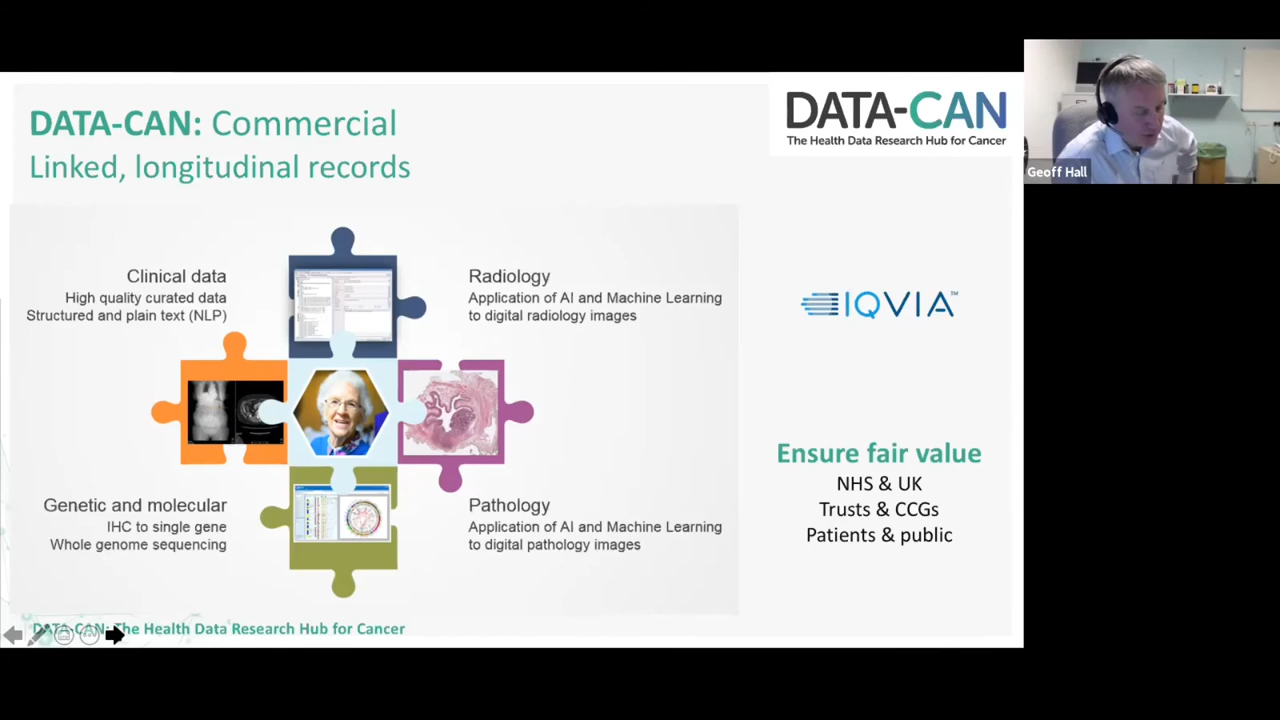 DATA-CAN: Commercial
Linked, longitudinal records
DATA-CAN
The Health Data Research Hub for Cancer
Geoff Hall
Clinical data
High quality curated data
Structured and plain text (NLP)
Radiology
Application of AI and Machine Learning
to digital radiology images
IQVIA™
Genetic and molecular
IHC to single gene
Whole genome sequencing
Pathology
Application of AI and Machine Learning
to digital pathology images
Ensure fair value
NHS & UK
Trusts & CCGs
Patients & public
DATA-CAN: The Health Data Research Hub for Cancer